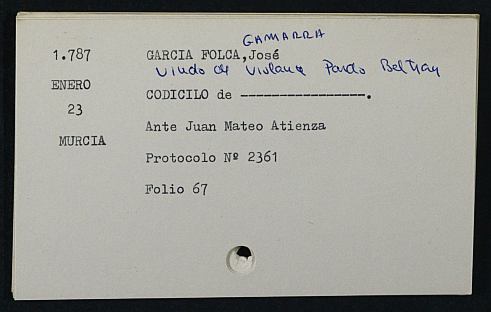 GAMARRA
1.787 GARCIA FOLCA,José
Viudo de Violante Pardo Beltran
ENERO
CODICILO de ----------------.
23
Ante Juan Mateo Atienza
MURCIA
Protocolo Nº 2361
Folio 67